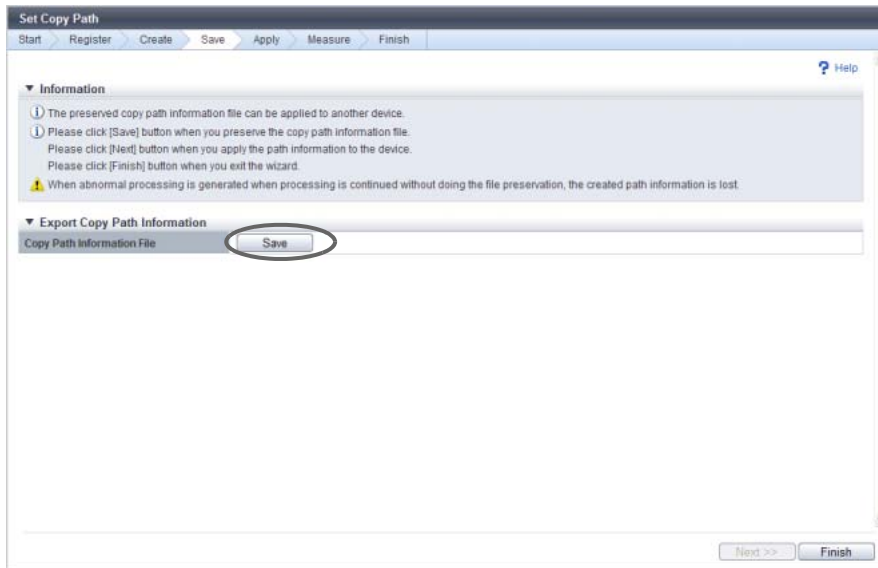 Set Copy Path
Start Register Create Save Apply Measure Finish
? Help
▼ Information
The preserved copy path information file can be applied to another device.
Please click [Save] button when you preserve the copy path information file.
Please click [Next] button when you apply the path information to the device.
Please click [Finish] button when you exit the wizard.
When abnormal processing is generated when processing is continued without doing the file preservation, the created path information is lost.
▼ Export Copy Path Information
Copy Path Information File Save
Next >> Finish